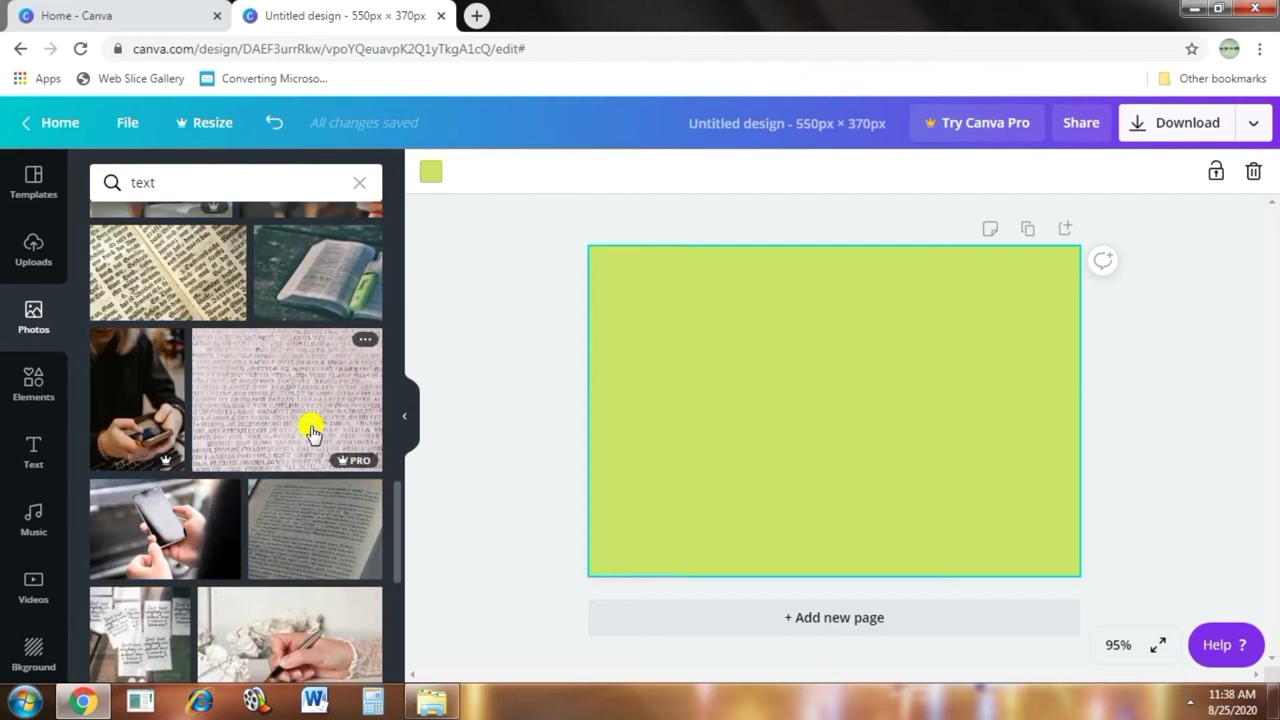 Home - Canva
Untitled design - 550px × 370px
canva.com/design/DAEF3urrRkw/vpoYQeuavpK2Q1yTkgA1cQ/edit#
Apps
Web Slice Gallery
Converting Microso...
Other bookmarks
Home
File
Resize
All changes saved
Untitled design - 550px × 370px
Try Canva Pro
Share
Download
Templates
Uploads
Photos
Elements
Text
Music
Videos
Bkground
text
PRO
+ Add new page
95%
Help ?
11:38 AM
8/25/2020